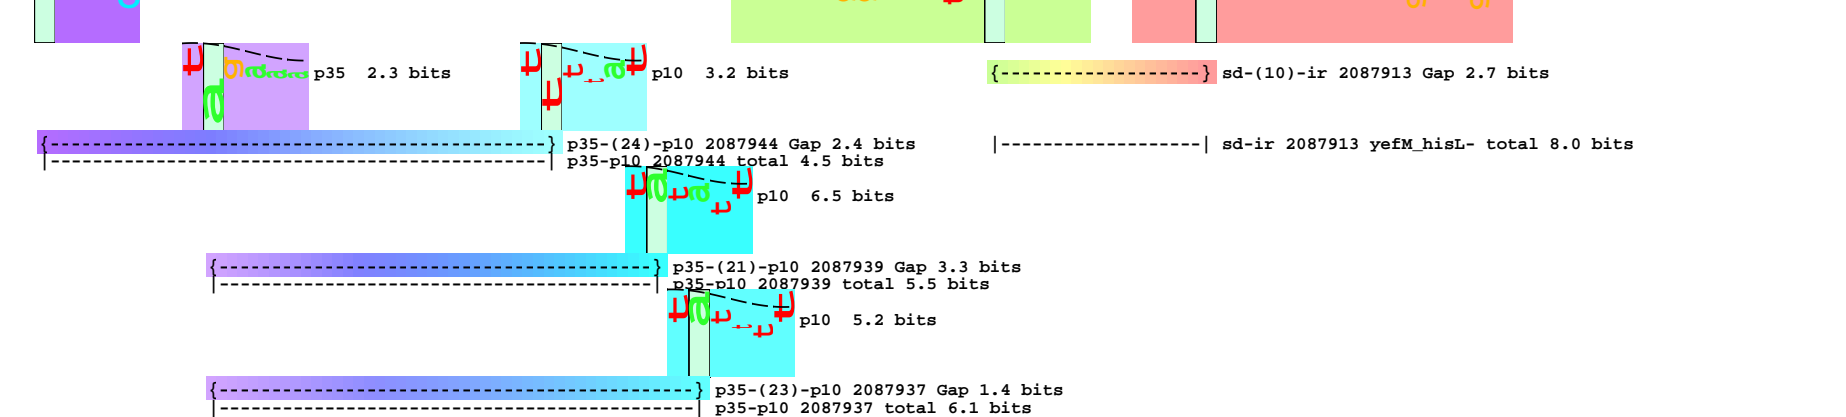 p35 2.3 bits
p10 3.2 bits
{-------------------} sd-(10)-ir 2087913 Gap 2.7 bits
{-----------------------------------------------} p35-(24)-p10 2087944 Gap 2.4 bits
|-------------------| sd-ir 2087913 yefM_hisL- total 8.0 bits
|-----------------------------------------------| p35-p10 2087944 total 4.5 bits
p10 6.5 bits
{-----------------------------------------} p35-(21)-p10 2087939 Gap 3.3 bits
|-----------------------------------------| p35-p10 2087939 total 5.5 bits
p10 5.2 bits
{---------------------------------------------} p35-(23)-p10 2087937 Gap 1.4 bits
|---------------------------------------------| p35-p10 2087937 total 6.1 bits